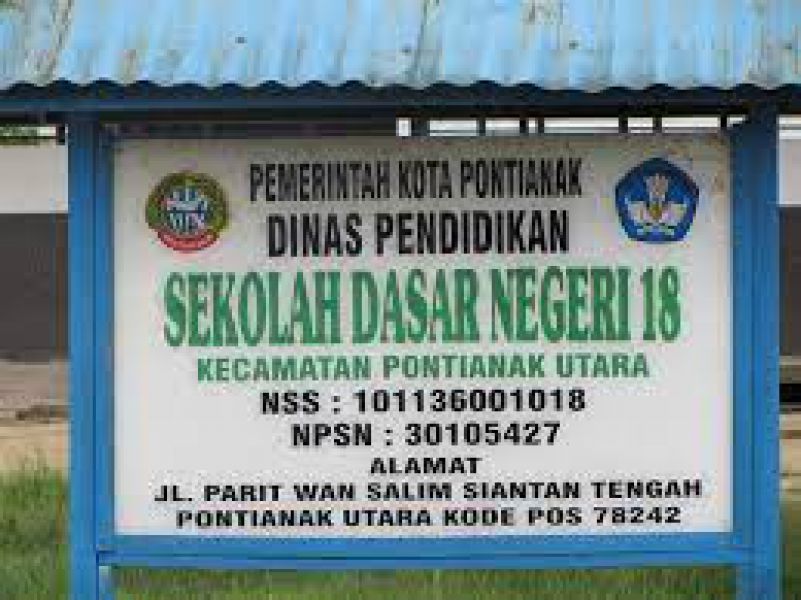 PEMERINTAH KOTA PONTIANAK
DINAS PENDIDIKAN
SEKOLAH DASAR NEGERI 18
KECAMATAN PONTIANAK UTARA
NSS : 101136001018
NPSN : 30105427
ALAMAT
JL. PARIT WAN SALIM SIANTAN TENGAH
PONTIANAK UTARA KODE POS 78242